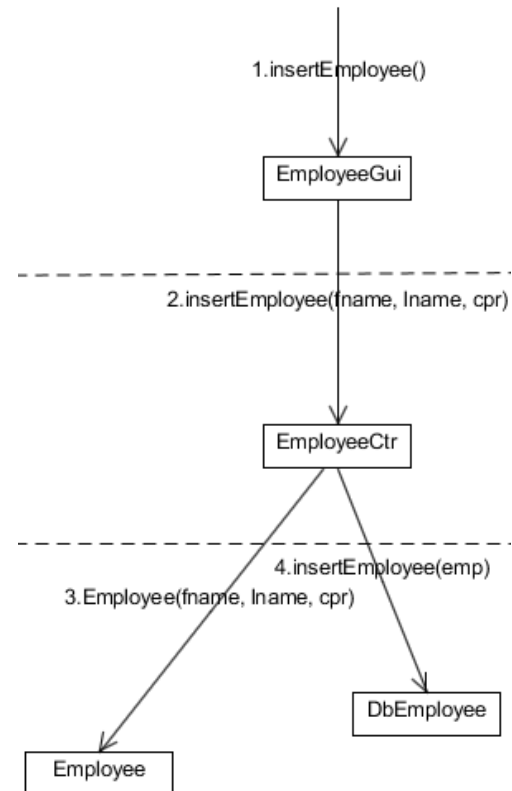 1.insertEmployee()
EmployeeGui
2.insertEmployee(fname, lname, cpr)
EmployeeCtr
4.insertEmployee(emp)
3.Employee(fname, lname, cpr)
DbEmployee
Employee